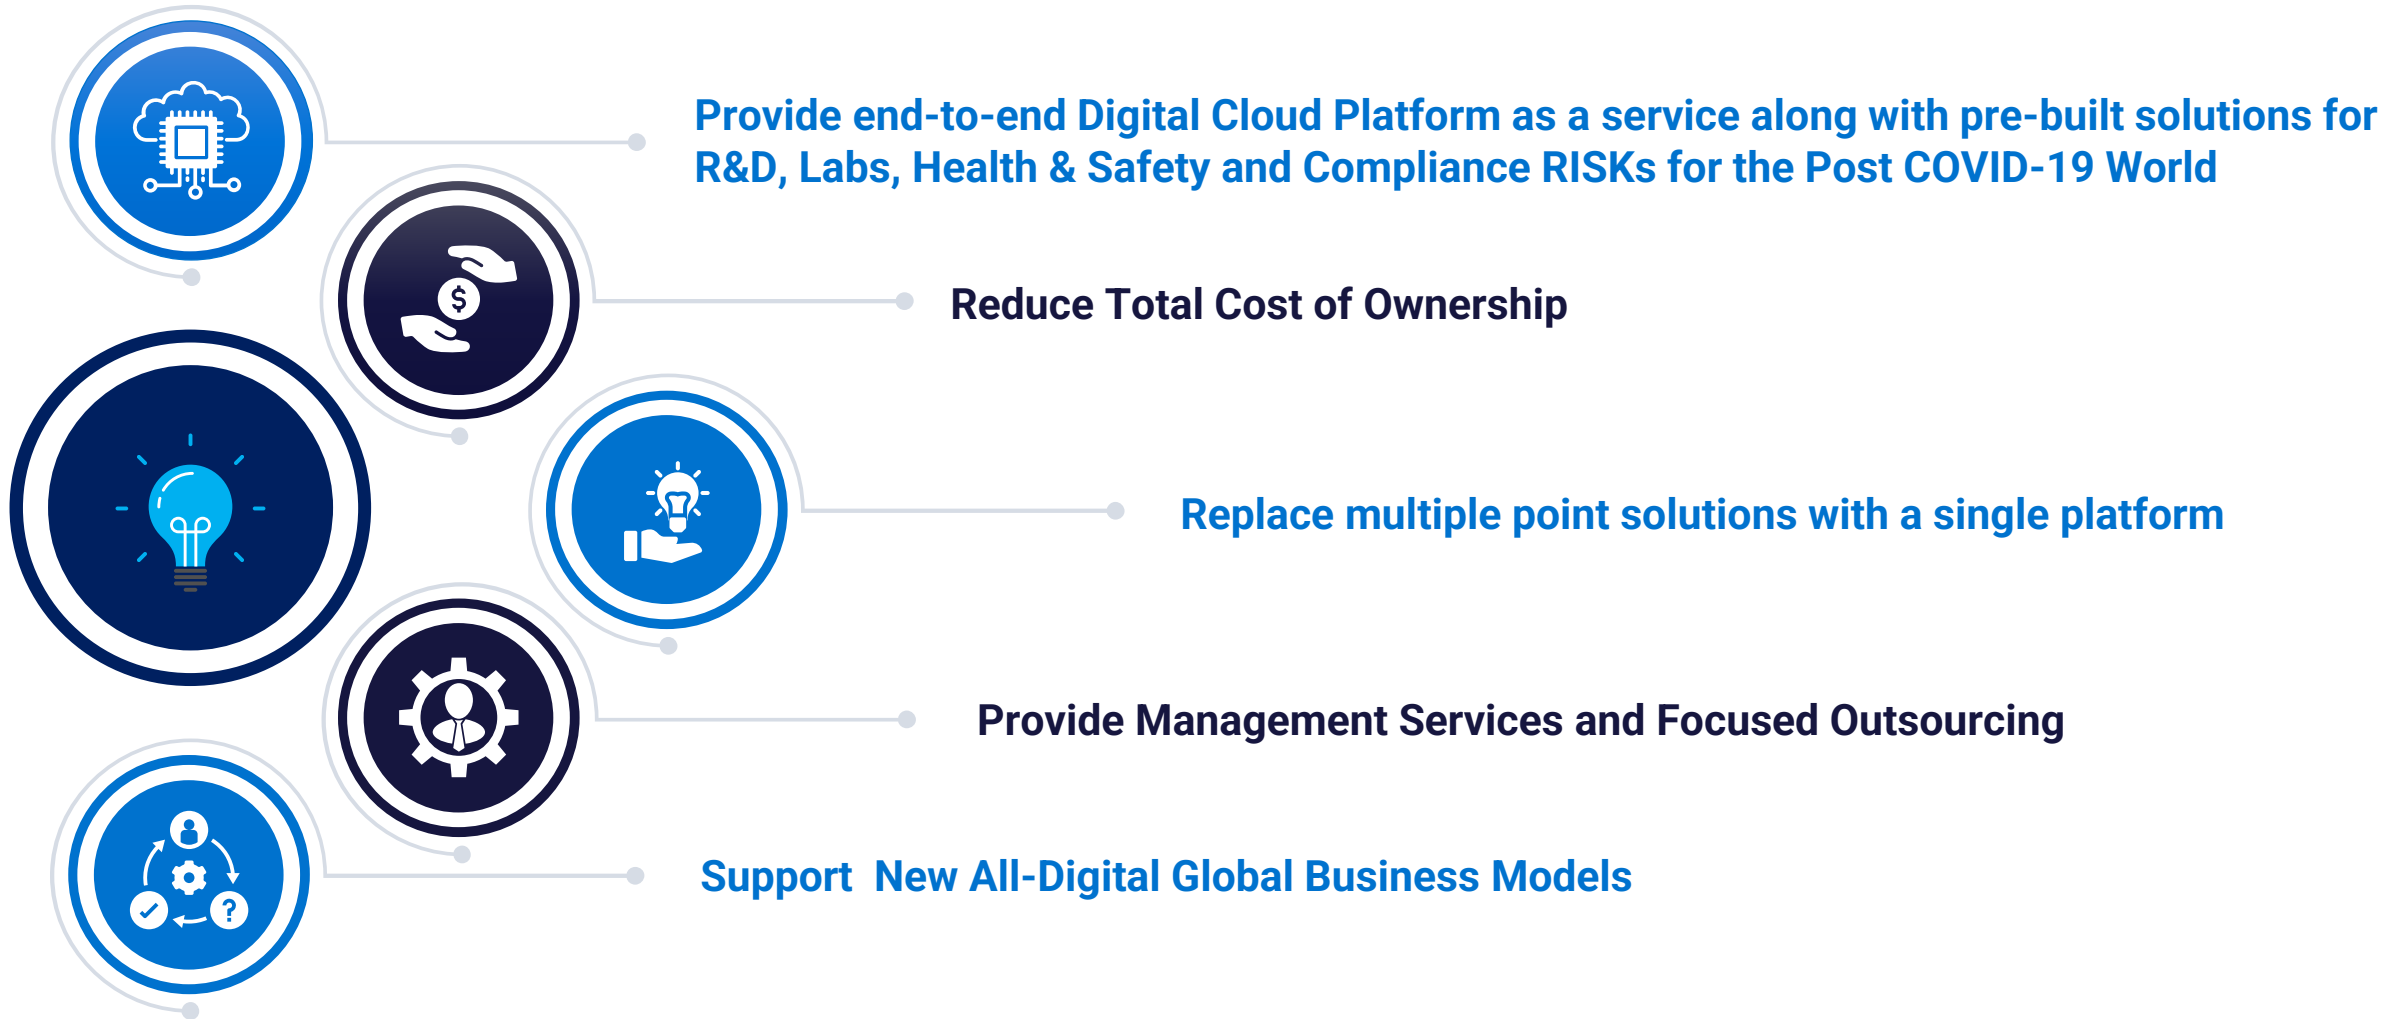 Provide end-to-end Digital Cloud Platform as a service along with pre-built solutions for
R&D, Labs, Health & Safety and Compliance RISKs for the Post COVID-19 World
$
Reduce Total Cost of Ownership
Replace multiple point solutions with a single platform
Provide Management Services and Focused Outsourcing
Support  New All-Digital Global Business Models
?